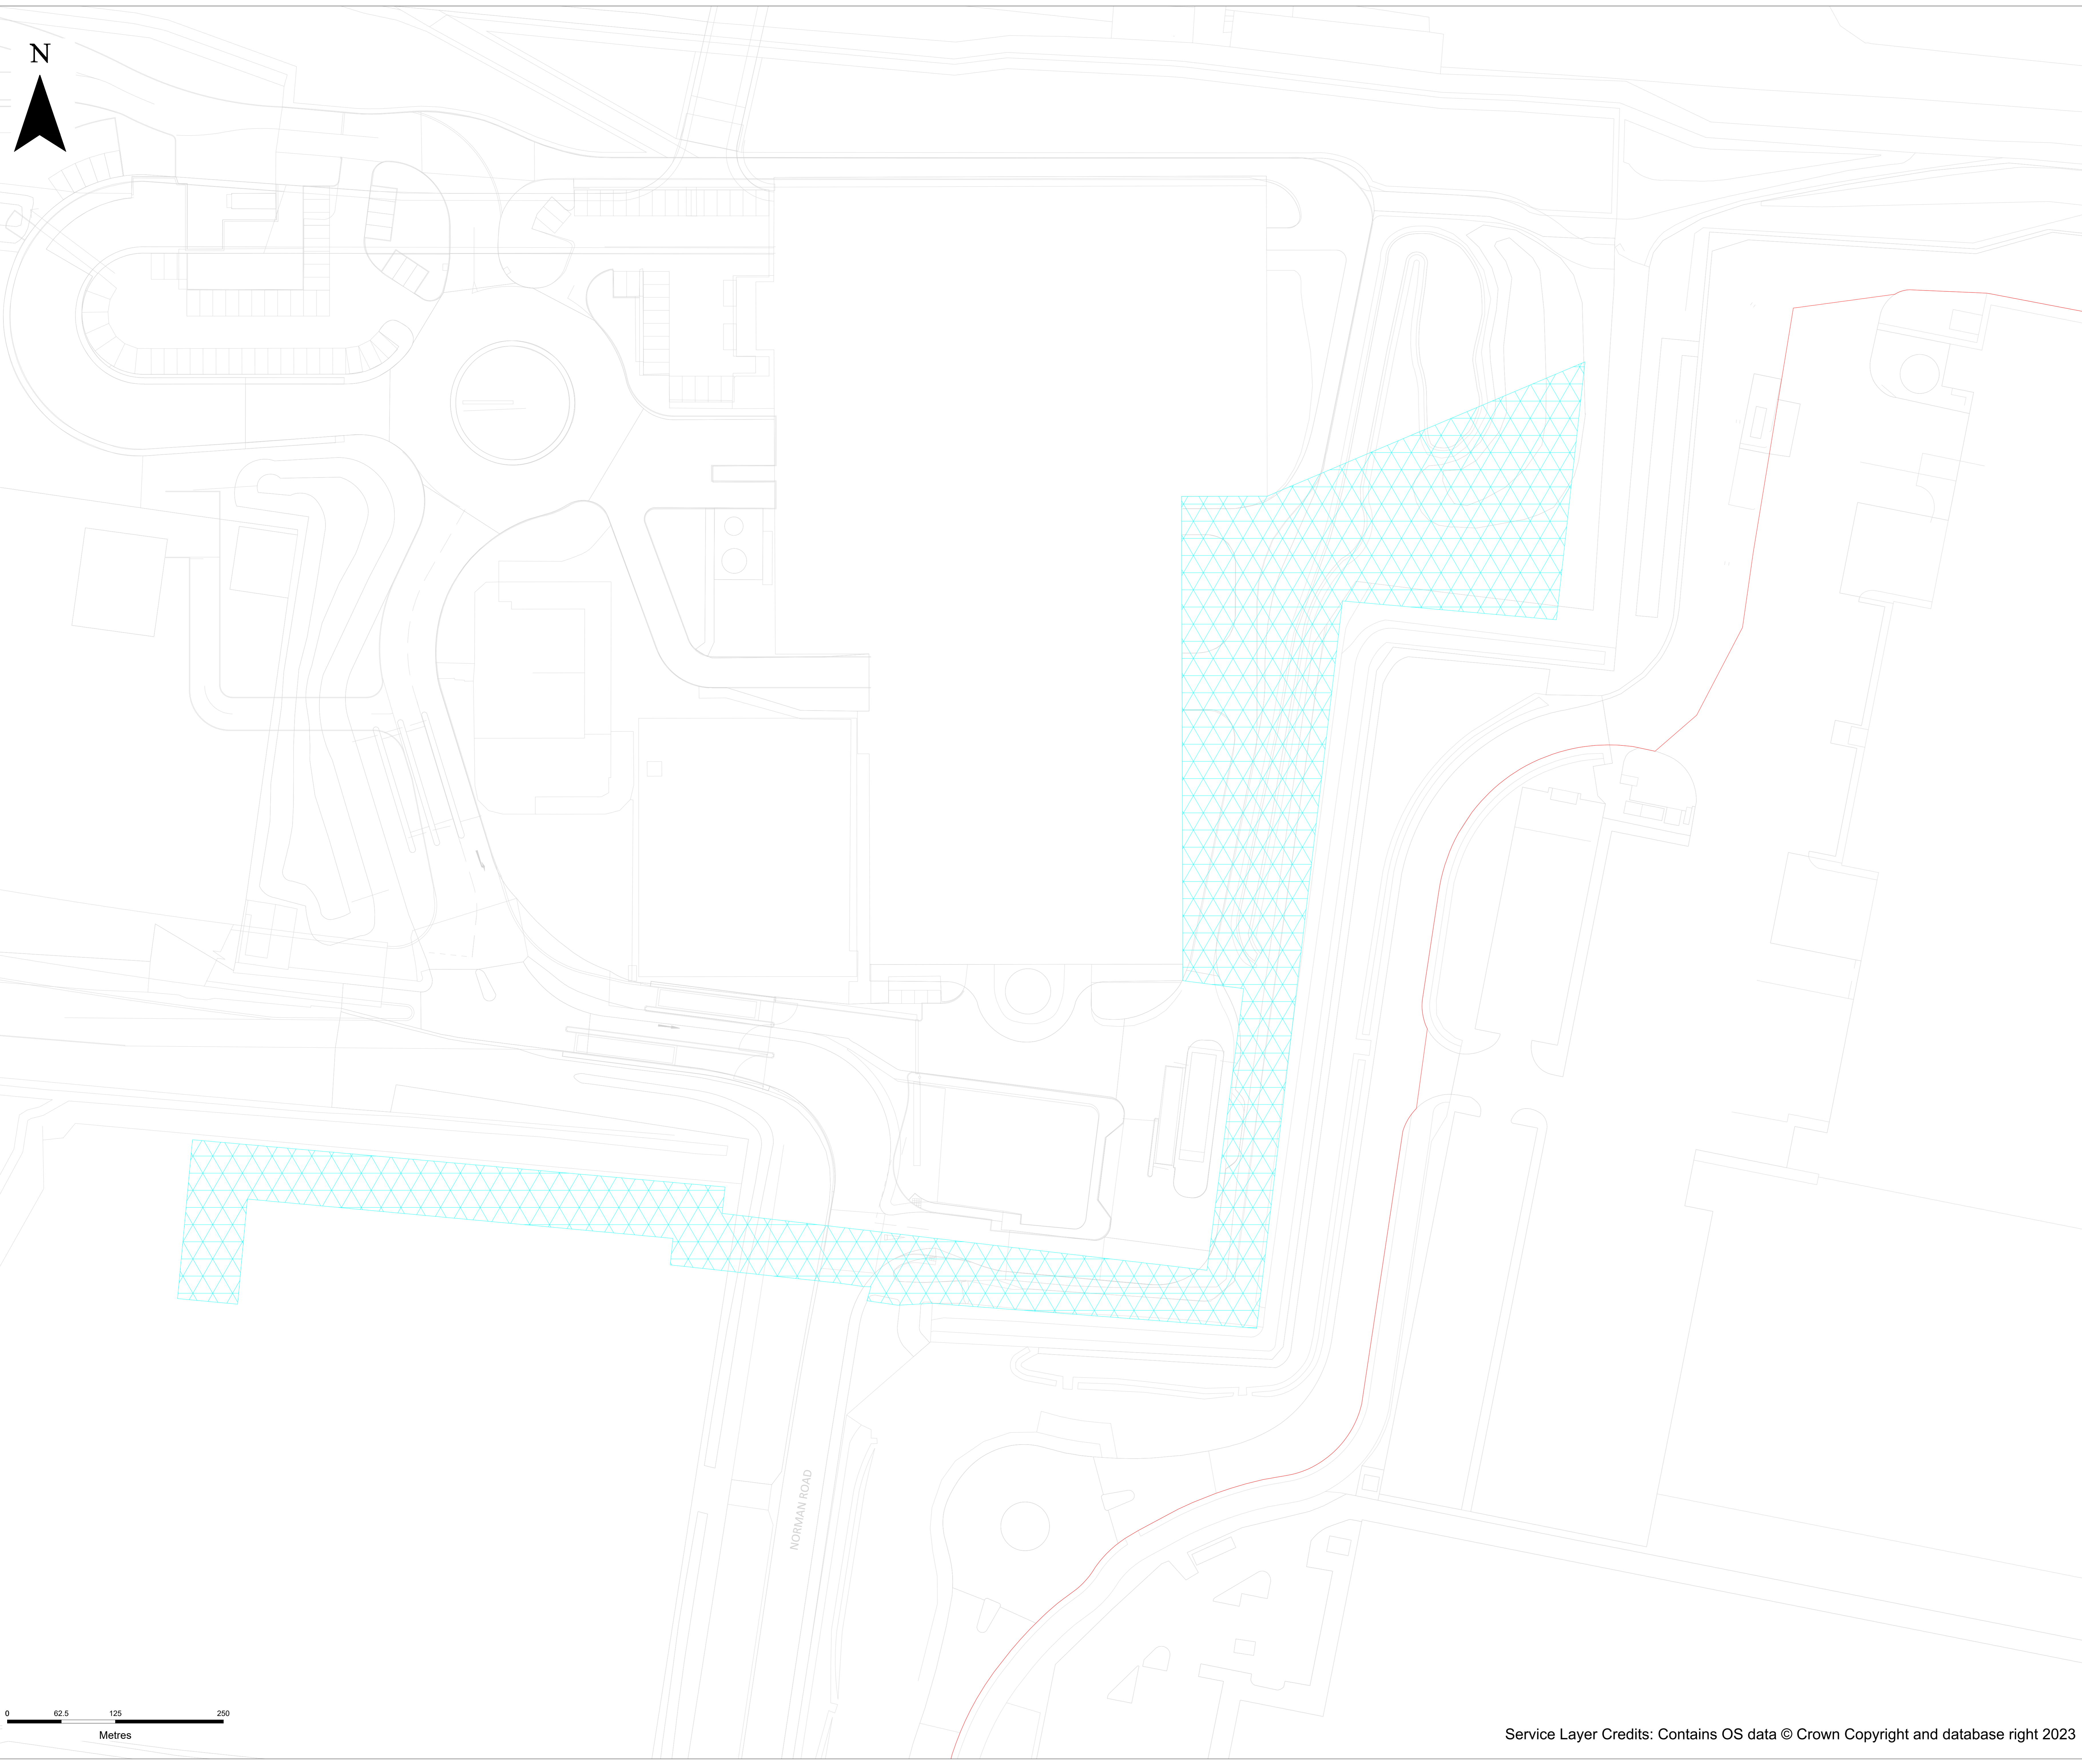 N
NORMAN ROAD
0 62.5 125 250
Metres
Service Layer Credits: Contains OS data © Crown Copyright and database right 2023